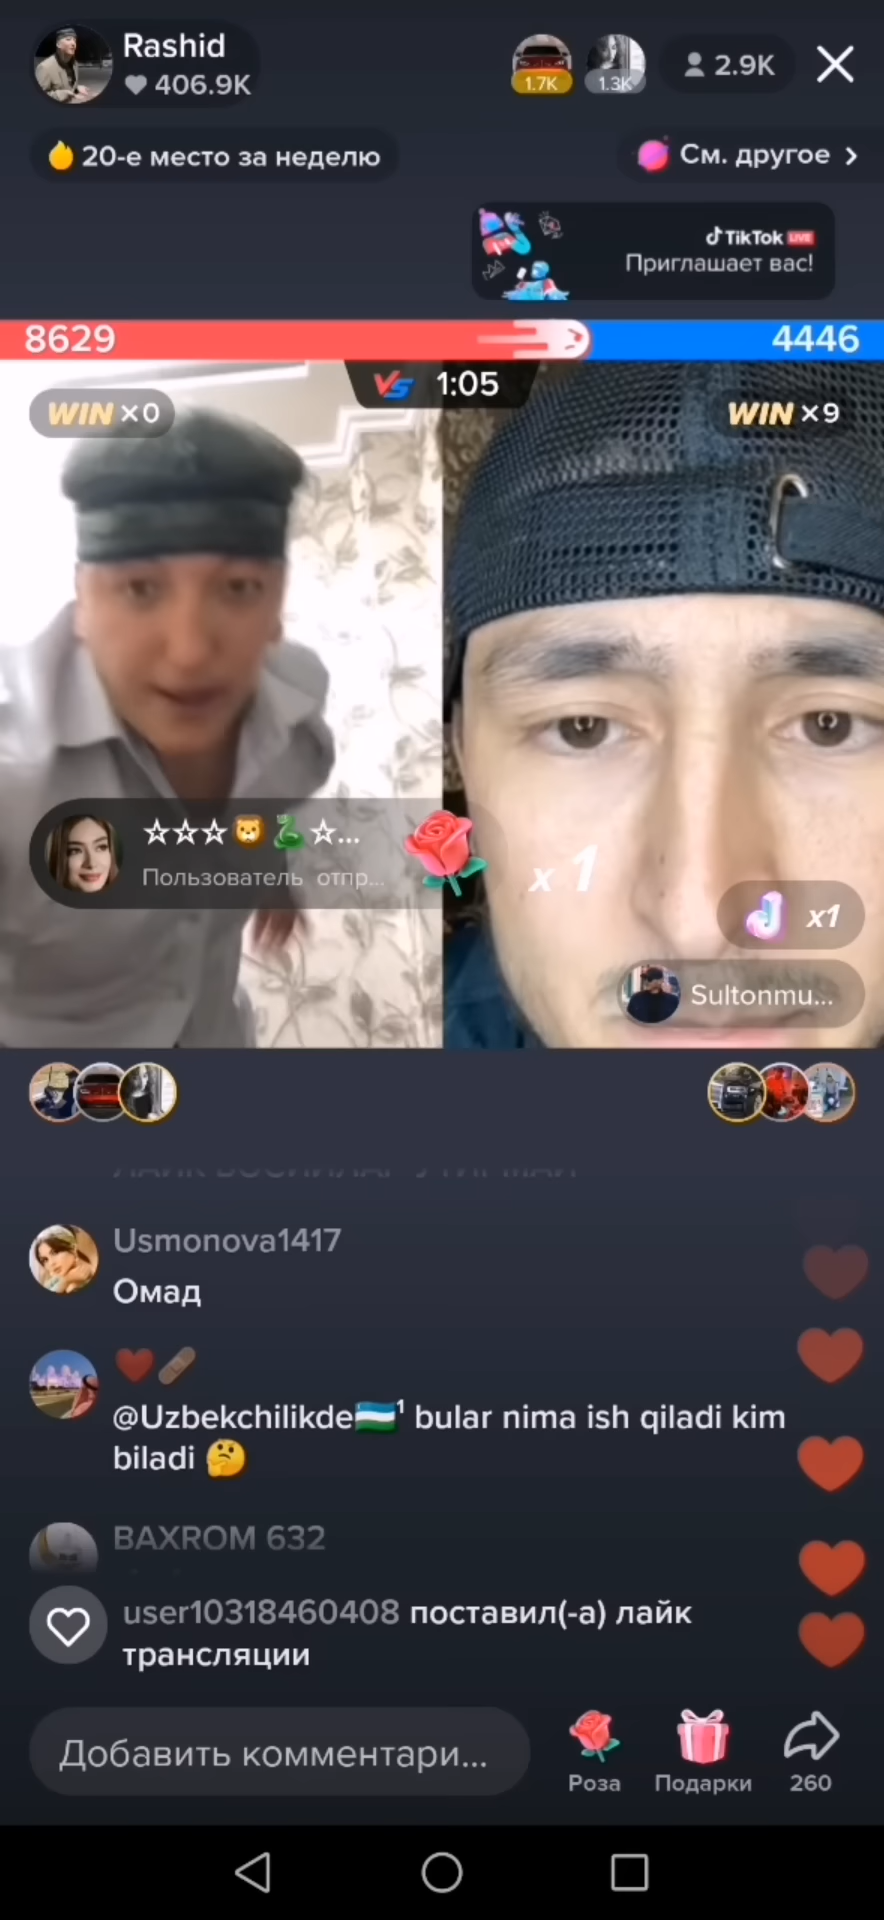 Rashid
406.9K
1.7K
1.3K
2.9K
20-е место за неделю
См. другое
TikTok LIVE
Приглашает вас!
8629
4446
VS 1:05
WIN ×0
WIN ×9
☆☆☆🦁🐍☆...
Пользователь отпр...
x 1
x1
Sultonmu...
Usmonova1417
Омад
❤️🩹
@Uzbekchilikde🇺🇿¹ bular nima ish qiladi kim
biladi 🤔
BAXROM 632
user10318460408 поставил(-а) лайк
трансляции
Добавить комментари...
Роза
Подарки
260